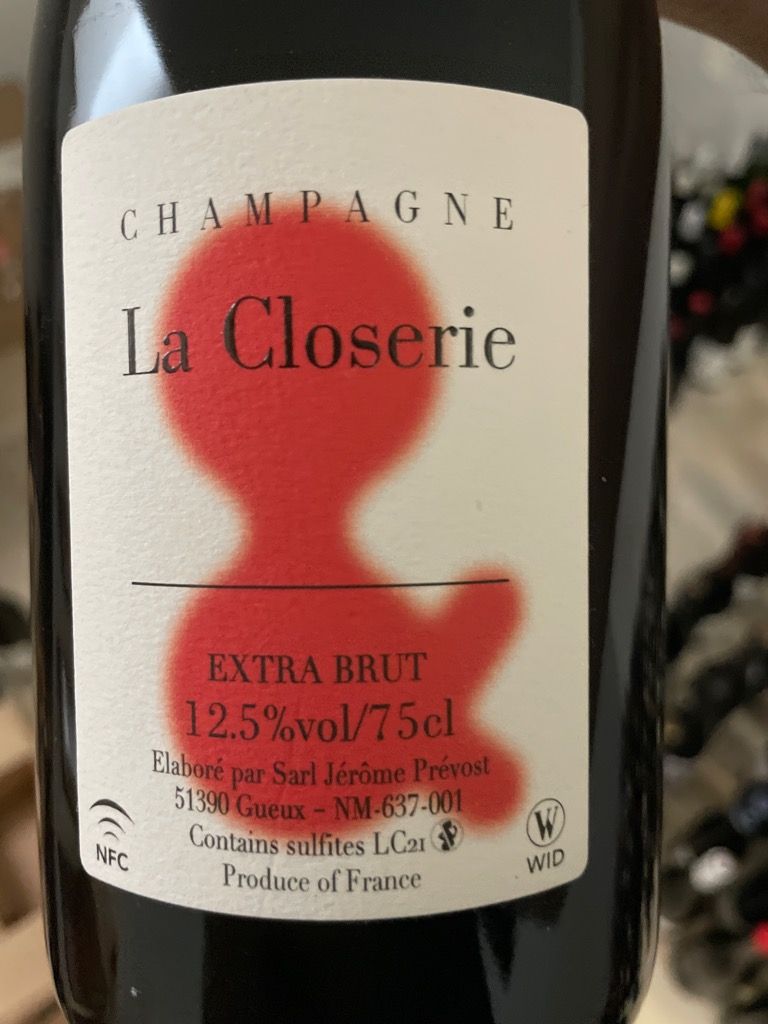 CHAMPAGNE
La Closerie
EXTRA BRUT
12.5%vol/75cl
Elaboré par Sarl Jérôme Prévost
51390 Gueux – NM-637-001
Contains sulfites LC21
Produce of France
NFC
W
WID